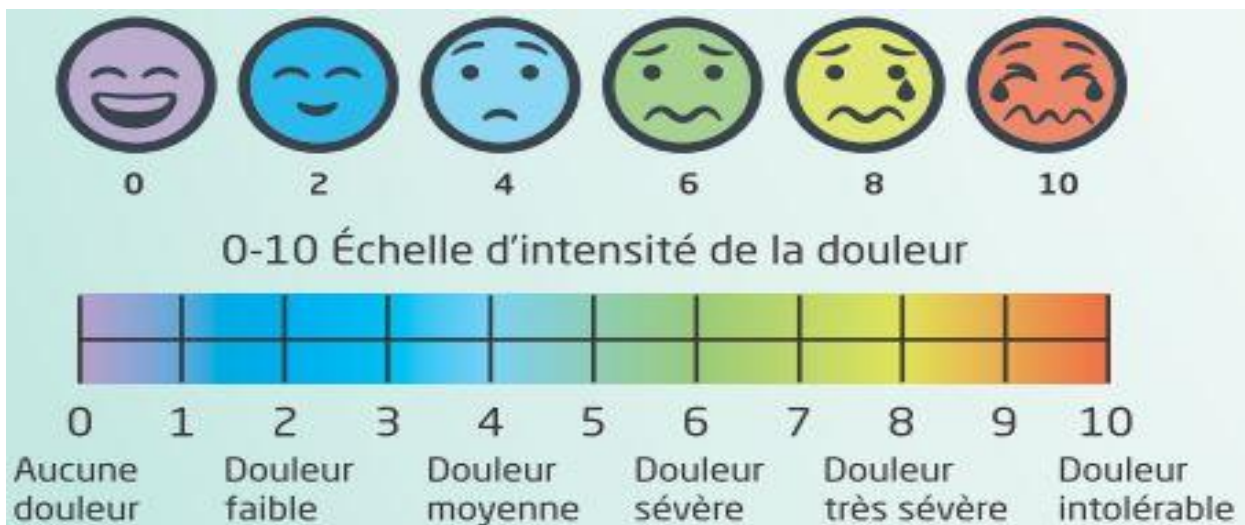 0 2 4 6 8 10
0-10 Échelle d'intensité de la douleur
0 1 2 3 4 5 6 7 8 9 10
Aucune douleur
Douleur faible
Douleur moyenne
Douleur sévère
Douleur très sévère
Douleur intolérable